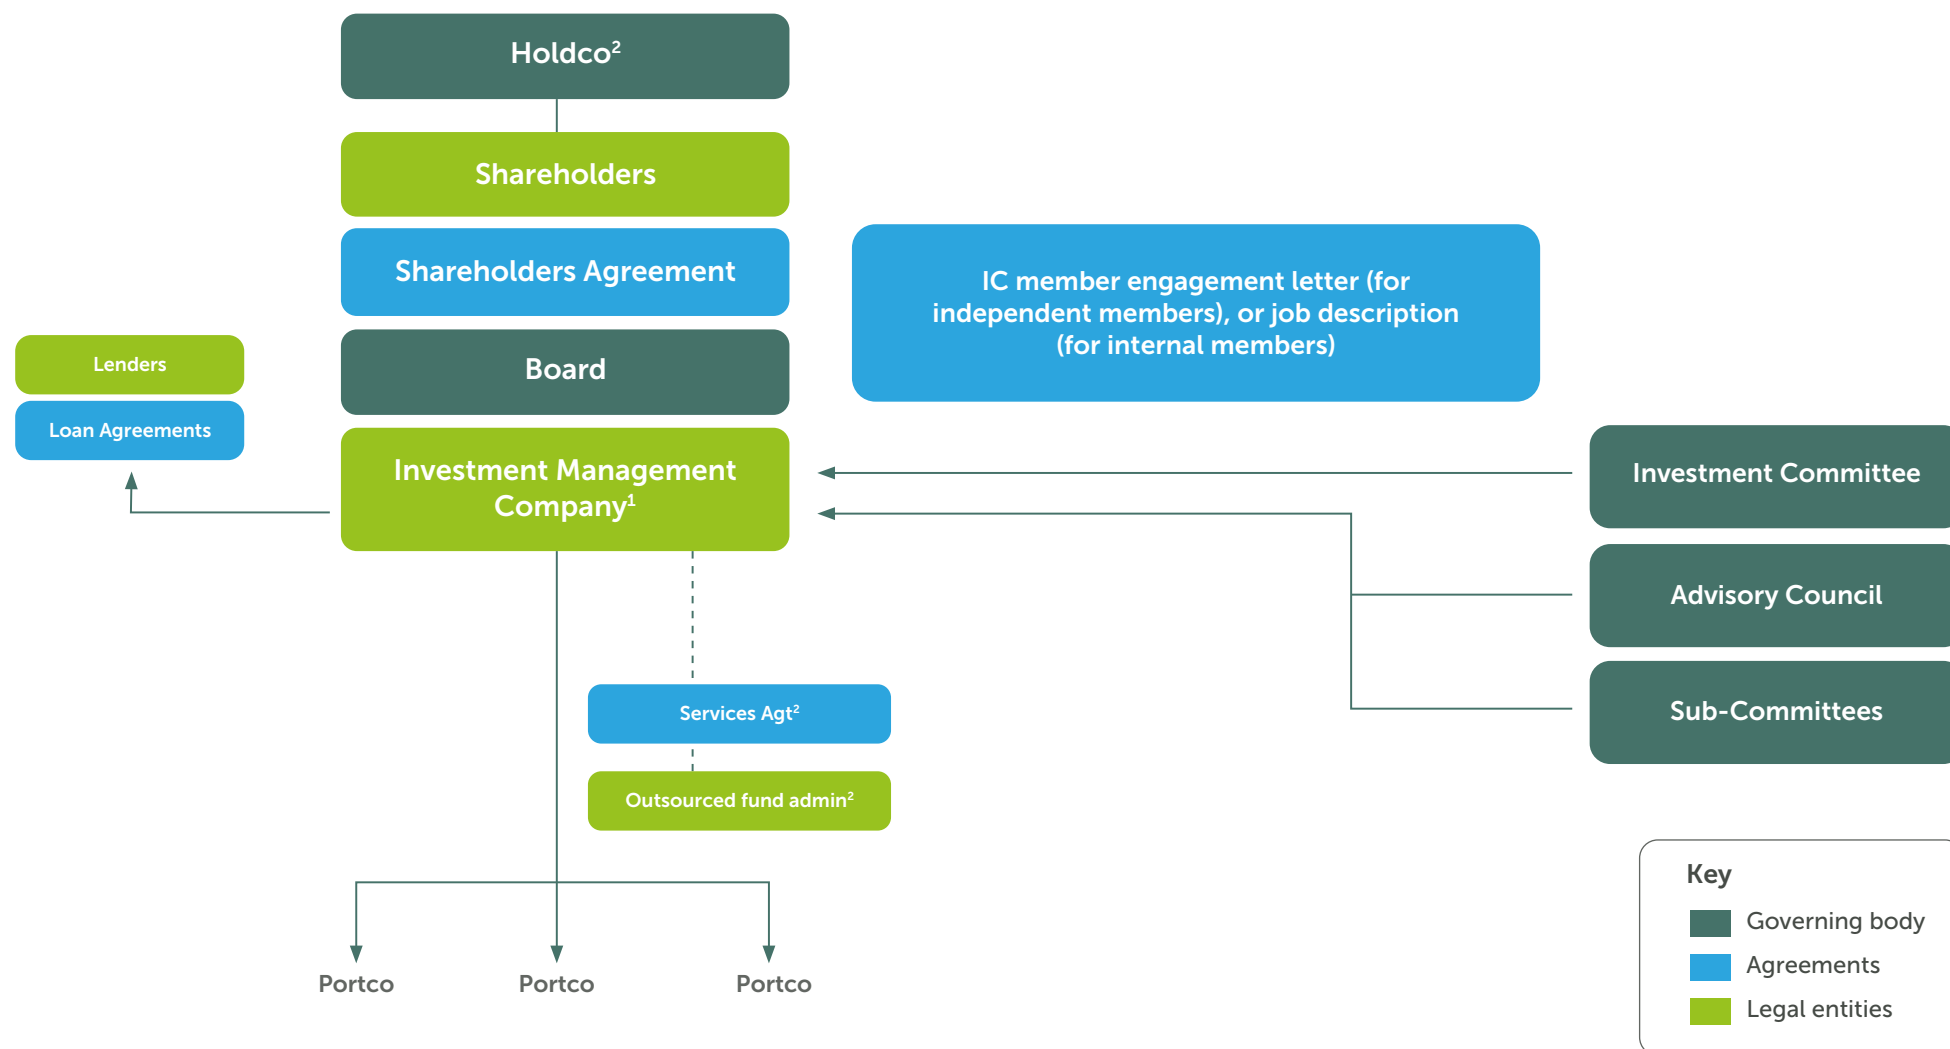 Holdco²
Shareholders
Shareholders Agreement
IC member engagement letter (for
independent members), or job description
(for internal members)
Board
Lenders
Loan Agreements
Investment Management
Company¹
Investment Committee
Advisory Council
Sub-Committees
Services Agt²
Outsourced fund admin²
Portco
Portco
Portco
Key
Governing body
Agreements
Legal entities